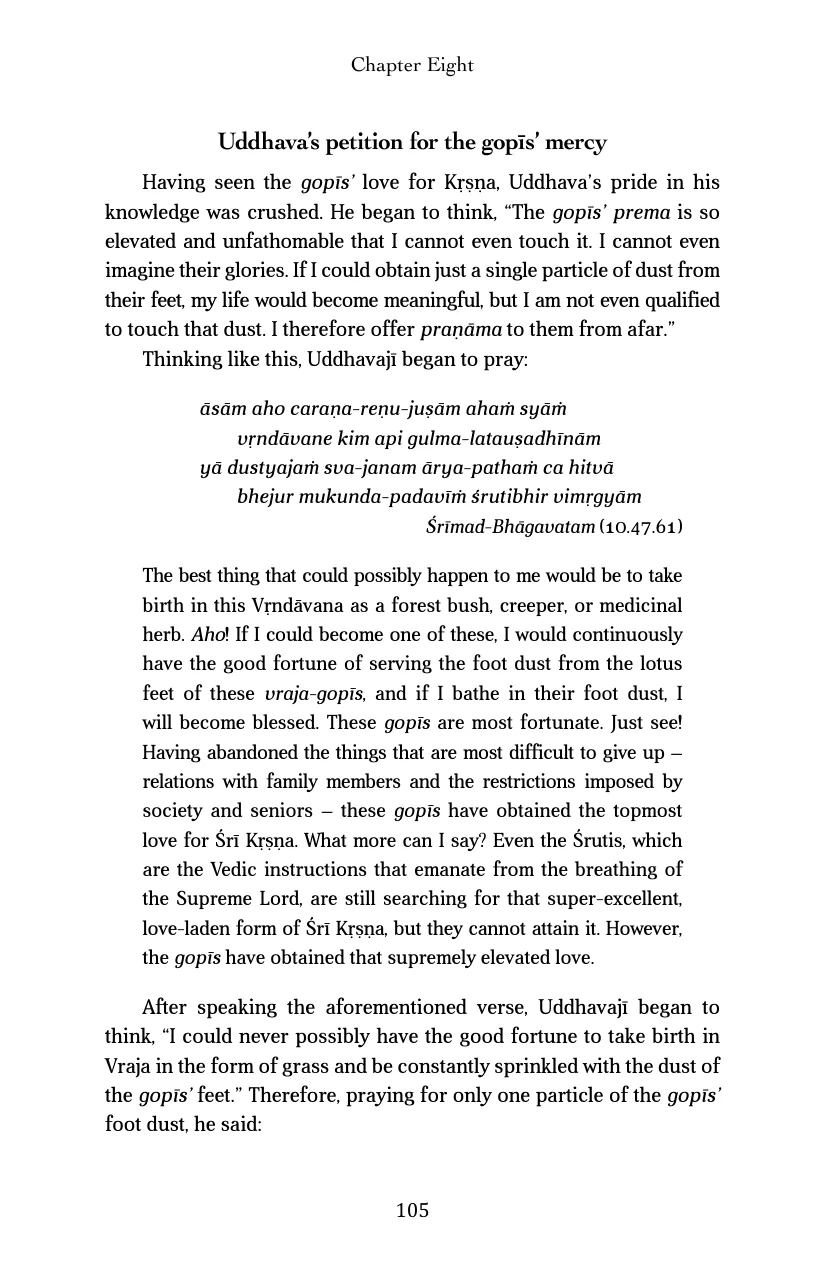 Chapter Eight
Uddhava’s petition for the gopīs’ mercy
Having seen the gopīs’ love for Kṛṣṇa, Uddhava’s pride in his
knowledge was crushed. He began to think, “The gopīs’ prema is so
elevated and unfathomable that I cannot even touch it. I cannot even
imagine their glories. If I could obtain just a single particle of dust from
their feet, my life would become meaningful, but I am not even qualified
to touch that dust. I therefore offer praṇāma to them from afar.”
Thinking like this, Uddhavajī began to pray:
āsām aho caraṇa-reṇu-juṣām ahaṁ syāṁ
vṛndāvane kim api gulma-latauṣadhīnām
yā dustyajaṁ sva-janam ārya-pathaṁ ca hitvā
bhejur mukunda-padavīṁ śrutibhir vimṛgyām
Śrīmad-Bhāgavatam (10.47.61)
The best thing that could possibly happen to me would be to take
birth in this Vṛndāvana as a forest bush, creeper, or medicinal
herb. Aho! If I could become one of these, I would continuously
have the good fortune of serving the foot dust from the lotus
feet of these vraja-gopīs, and if I bathe in their foot dust, I
will become blessed. These gopīs are most fortunate. Just see!
Having abandoned the things that are most difficult to give up –
relations with family members and the restrictions imposed by
society and seniors – these gopīs have obtained the topmost
love for Śrī Kṛṣṇa. What more can I say? Even the Śrutis, which
are the Vedic instructions that emanate from the breathing of
the Supreme Lord, are still searching for that super-excellent,
love-laden form of Śrī Kṛṣṇa, but they cannot attain it. However,
the gopīs have obtained that supremely elevated love.
After speaking the aforementioned verse, Uddhavajī began to
think, “I could never possibly have the good fortune to take birth in
Vraja in the form of grass and be constantly sprinkled with the dust of
the gopīs’ feet.” Therefore, praying for only one particle of the gopīs’
foot dust, he said:
105